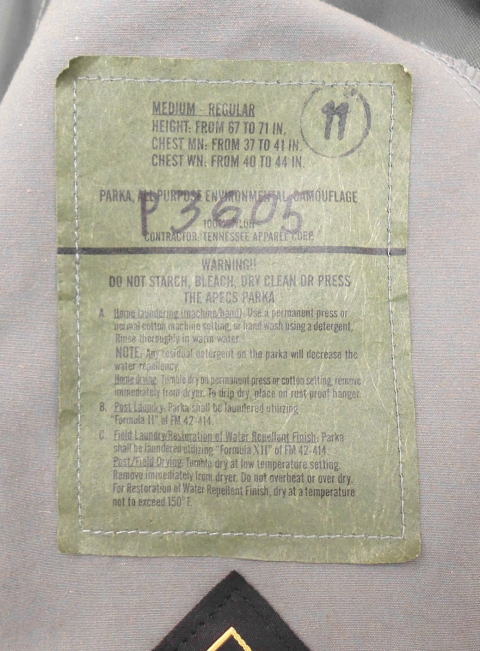 MEDIUM - REGULAR
11
HEIGHT: FROM 67 TO 71 IN.
CHEST MN: FROM 37 TO 41 IN.
CHEST WN: FROM 40 TO 44 IN.
PARKA, ALL PURPOSE ENVIRONMENTAL CAMOUFLAGE
P3605
100% NYLON
CONTRACTOR, TENNESSEE APPAREL CORP.
WARNING!!
DO NOT STARCH, BLEACH, DRY CLEAN OR PRESS
THE APECS PARKA
A. Home laundering (machine/hand): Use a permanent press or
normal cotton machine setting, or hand wash using a detergent.
Rinse thoroughly in warm water.
NOTE: Any residual detergent on the parka will decrease the
water repellency.
Home drying: Tumble dry on permanent press or cotton setting, remove
immediately from dryer. To drip dry, place on rust proof hanger.
B. Post Laundry: Parka shall be laundered utilizing
"Formula II" of FM 42-414.
C. Field Laundry/Restoration of Water Repellent Finish: Parka
shall be laundered utilizing "Formula XII" of FM 42-414.
Post/Field Drying: Tumble dry at low temperature setting.
Remove immediately from dryer. Do not overheat or over dry.
For Restoration of Water Repellent Finish, dry at a temperature
not to exceed 150° F.